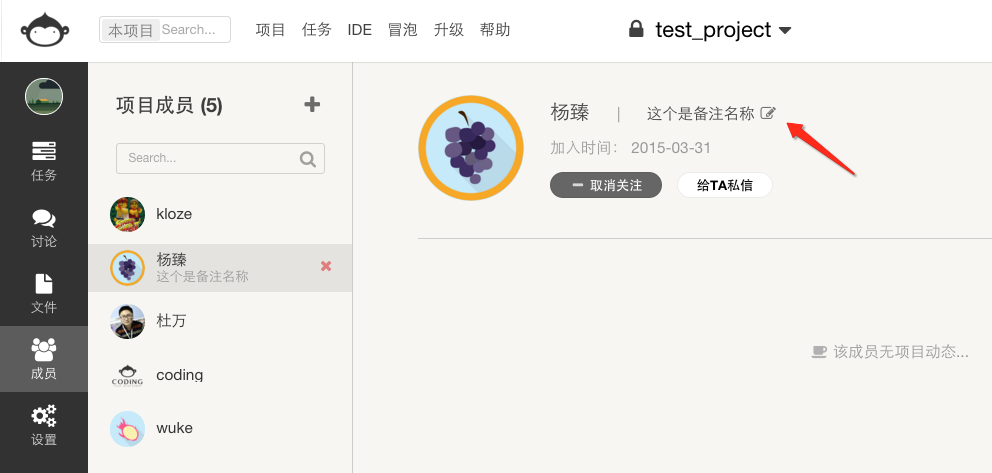 本项目 Search... 项目 任务 IDE 冒泡 升级 帮助 test_project
任务
讨论
文件
成员
设置
项目成员 (5)
Search...
kloze
杨臻
这个是备注名称
杜万
CODING
coding
wuke
杨臻 | 这个是备注名称
加入时间： 2015-03-31
取消关注 给TA私信
该成员无项目动态...